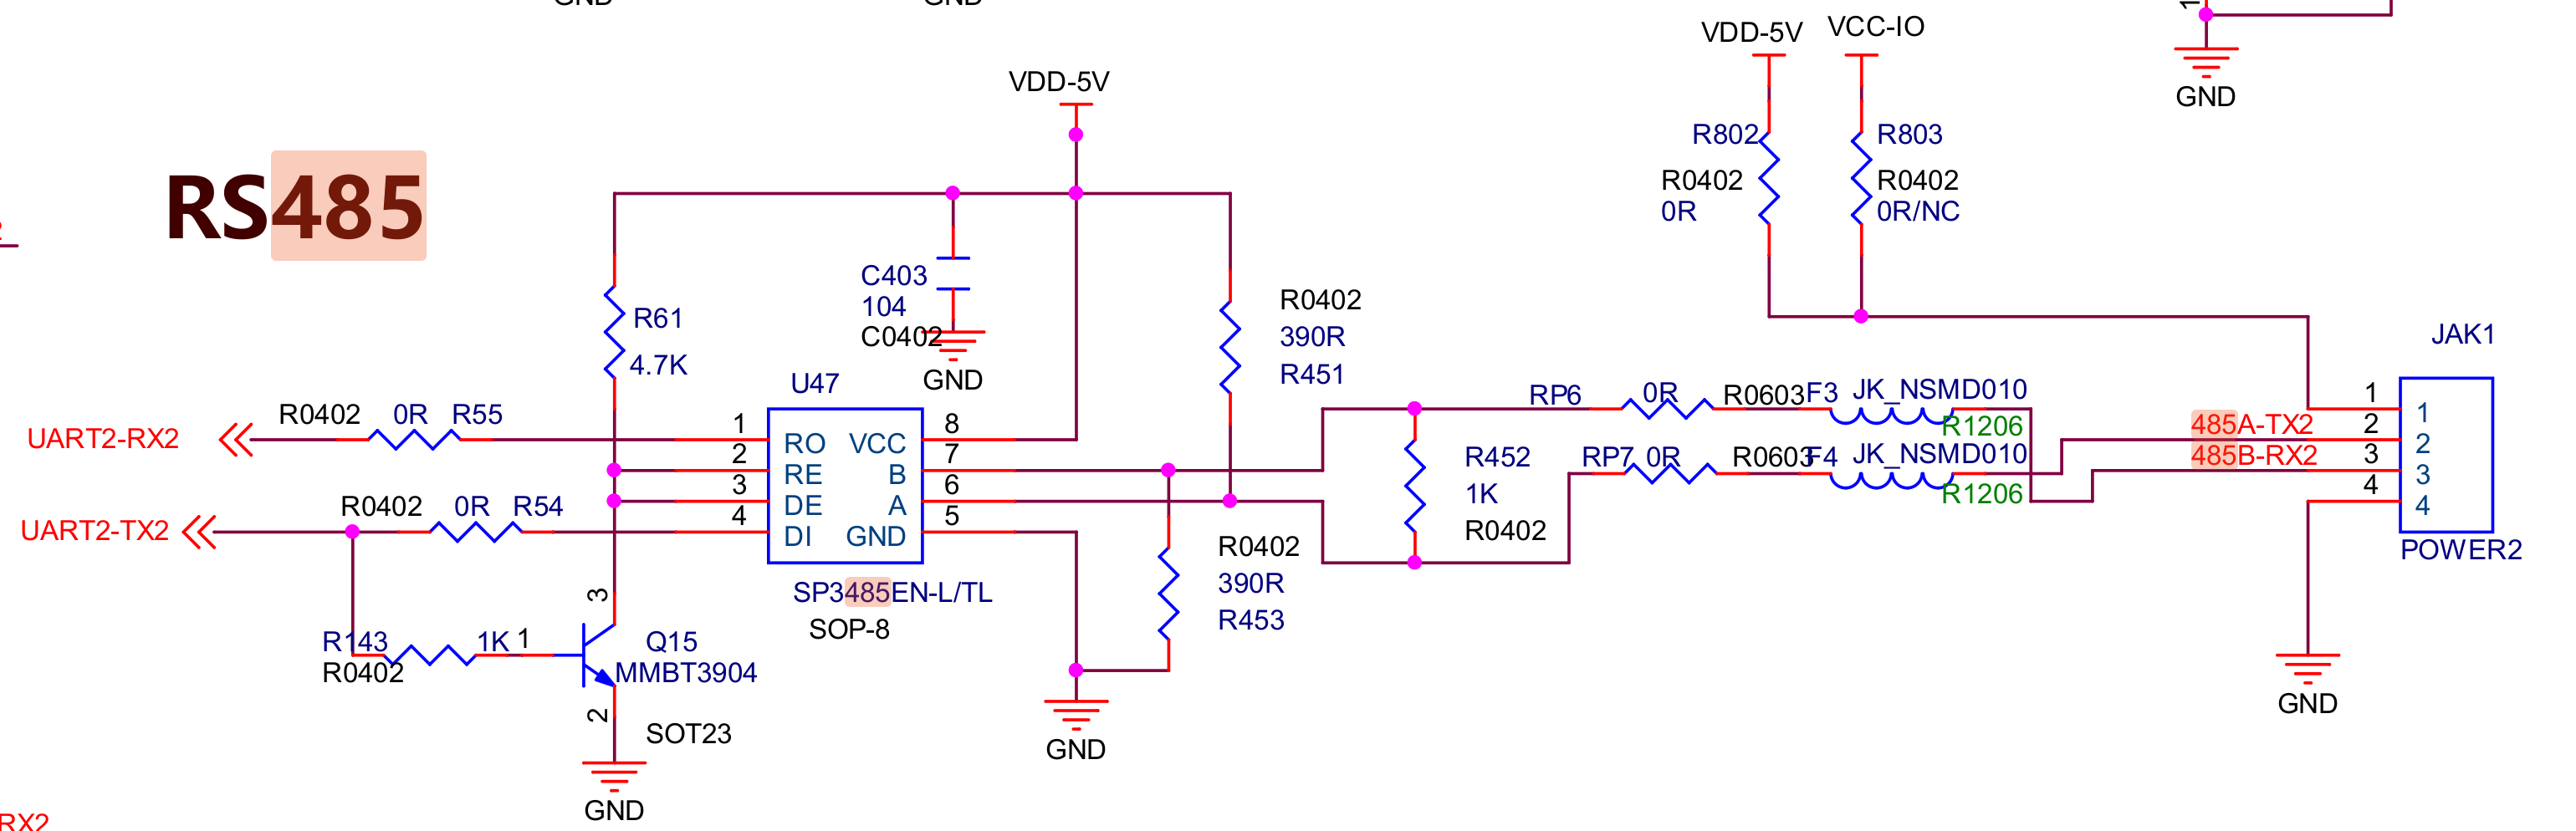 GND
GND
VDD-5V
VCC-IO
GND
VDD-5V
RS485
R802
R0402
0R
R803
R0402
0R/NC
C403
104
C0402
GND
R61
4.7K
R0402
390R
R451
JAK1
U47
UART2-RX2
R0402
0R
R55
UART2-TX2
R0402
0R
R54
1
2
3
4
RO
RE
DE
DI
VCC
B
A
GND
8
7
6
5
SP3485EN-L/TL
SOP-8
R452
1K
R0402
RP6
0R
R0603
F3
JK_NSMD010
R1206
RP7
0R
R0603
F4
JK_NSMD010
R1206
485A-TX2
485B-RX2
1
2
3
4
1
2
3
4
POWER2
R0402
390R
R453
R143
R0402
1K
1
3
2
Q15
MMBT3904
SOT23
GND
GND
GND
RX2